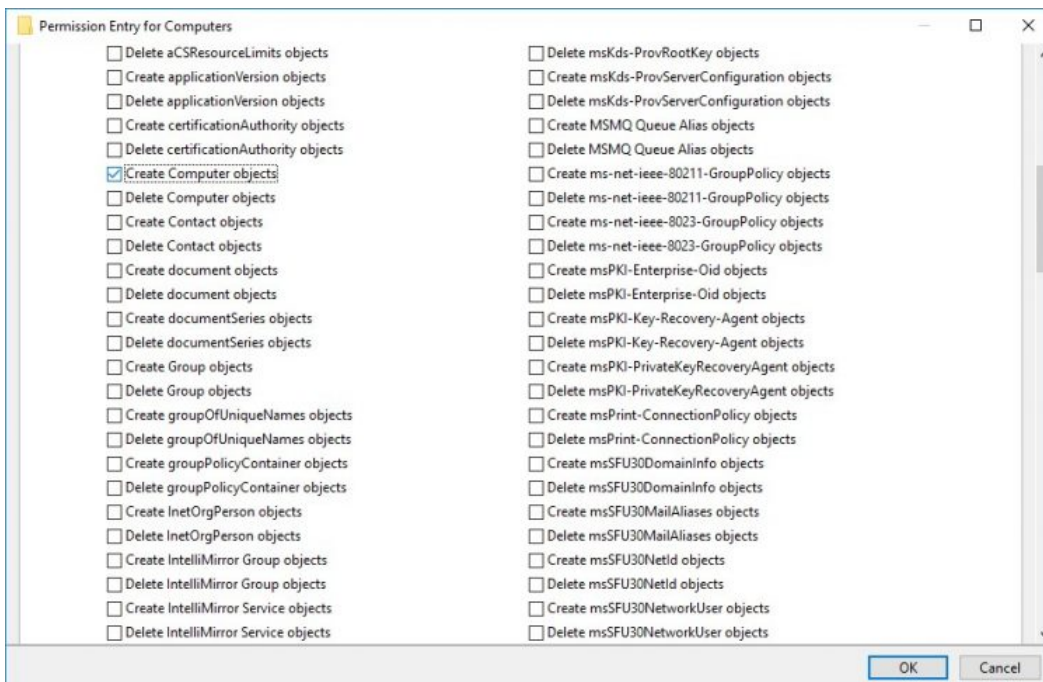 Permission Entry for Computers
Delete aCSResourceLimits objects
Create applicationVersion objects
Delete applicationVersion objects
Create certificationAuthority objects
Delete certificationAuthority objects
Create Computer objects
Delete Computer objects
Create Contact objects
Delete Contact objects
Create document objects
Delete document objects
Create documentSeries objects
Delete documentSeries objects
Create Group objects
Delete Group objects
Create groupOfUniqueNames objects
Delete groupOfUniqueNames objects
Create groupPolicyContainer objects
Delete groupPolicyContainer objects
Create InetOrgPerson objects
Delete InetOrgPerson objects
Create IntelliMirror Group objects
Delete IntelliMirror Group objects
Create IntelliMirror Service objects
Delete IntelliMirror Service objects
Delete msKds-ProvRootKey objects
Create msKds-ProvServerConfiguration objects
Delete msKds-ProvServerConfiguration objects
Create MSMQ Queue Alias objects
Delete MSMQ Queue Alias objects
Create ms-net-ieee-80211-GroupPolicy objects
Delete ms-net-ieee-80211-GroupPolicy objects
Create ms-net-ieee-8023-GroupPolicy objects
Delete ms-net-ieee-8023-GroupPolicy objects
Create msPKI-Enterprise-Oid objects
Delete msPKI-Enterprise-Oid objects
Create msPKI-Key-Recovery-Agent objects
Delete msPKI-Key-Recovery-Agent objects
Create msPKI-PrivateKeyRecoveryAgent objects
Delete msPKI-PrivateKeyRecoveryAgent objects
Create msPrint-ConnectionPolicy objects
Delete msPrint-ConnectionPolicy objects
Create msSFU30DomainInfo objects
Delete msSFU30DomainInfo objects
Create msSFU30MailAliases objects
Delete msSFU30MailAliases objects
Create msSFU30NetId objects
Delete msSFU30NetId objects
Create msSFU30NetworkUser objects
Delete msSFU30NetworkUser objects
OK
Cancel